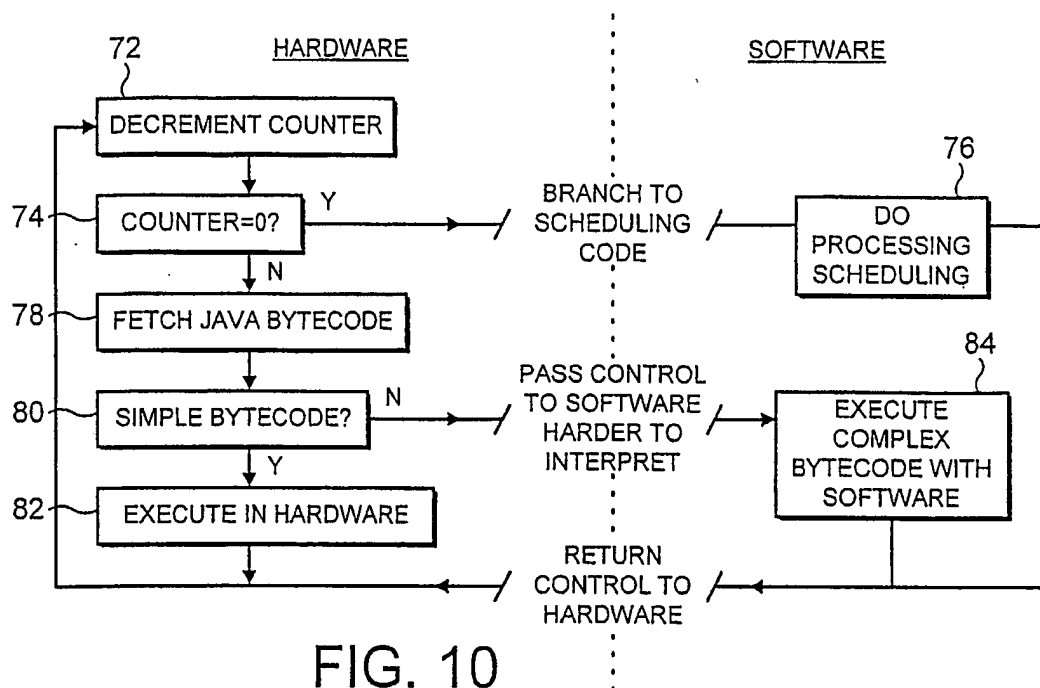 HARDWARE
SOFTWARE
72
DECREMENT COUNTER
74
COUNTER=0?
Y
N
BRANCH TO
SCHEDULING
CODE
76
DO
PROCESSING
SCHEDULING
78
FETCH JAVA BYTECODE
80
SIMPLE BYTECODE?
N
Y
PASS CONTROL
TO SOFTWARE
HARDER TO
INTERPRET
84
EXECUTE
COMPLEX
BYTECODE WITH
SOFTWARE
82
EXECUTE IN HARDWARE
RETURN
CONTROL TO
HARDWARE
FIG. 10